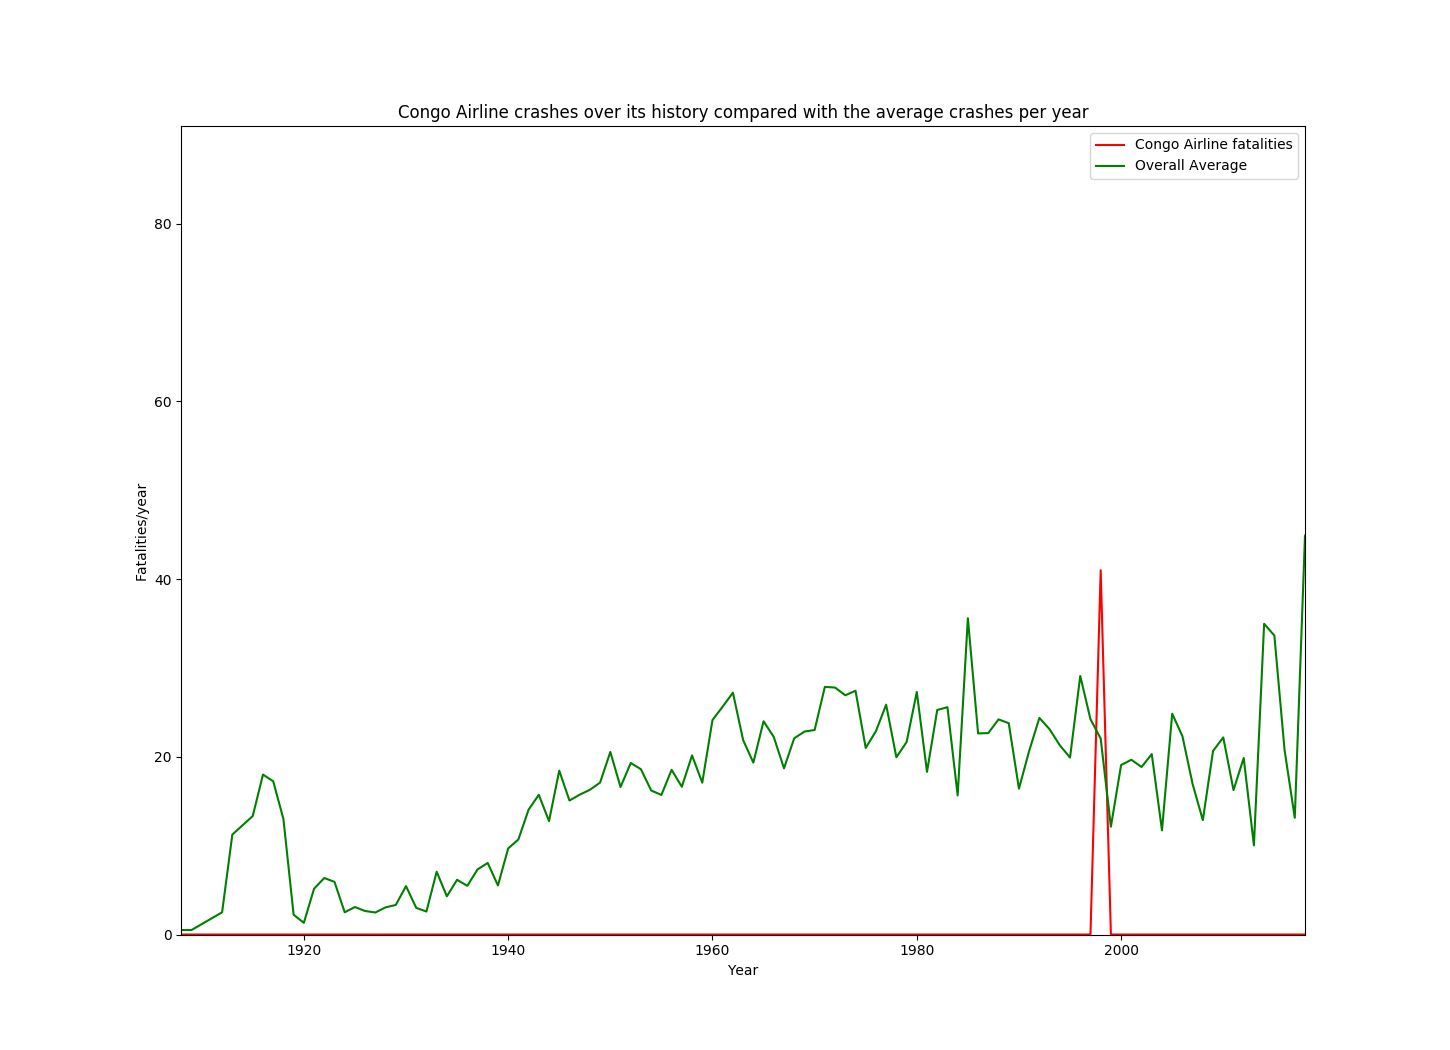 Congo Airline crashes over its history compared with the average crashes per year
Congo Airline fatalities
Overall Average
80
60
40
20
0
Fatalities/year
1920 1940 1960 1980 2000
Year